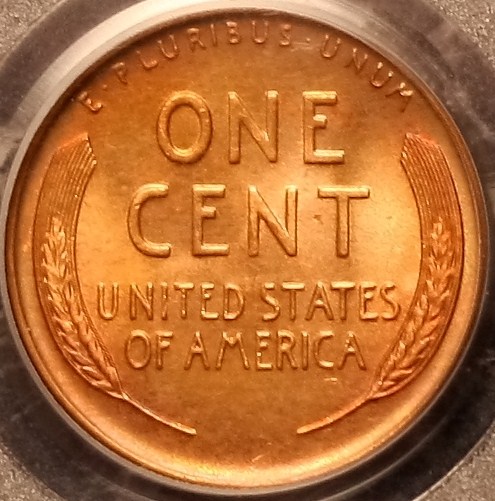 E·PLURIBUS·UNUM
ONE
CENT
UNITED STATES
OF AMERICA